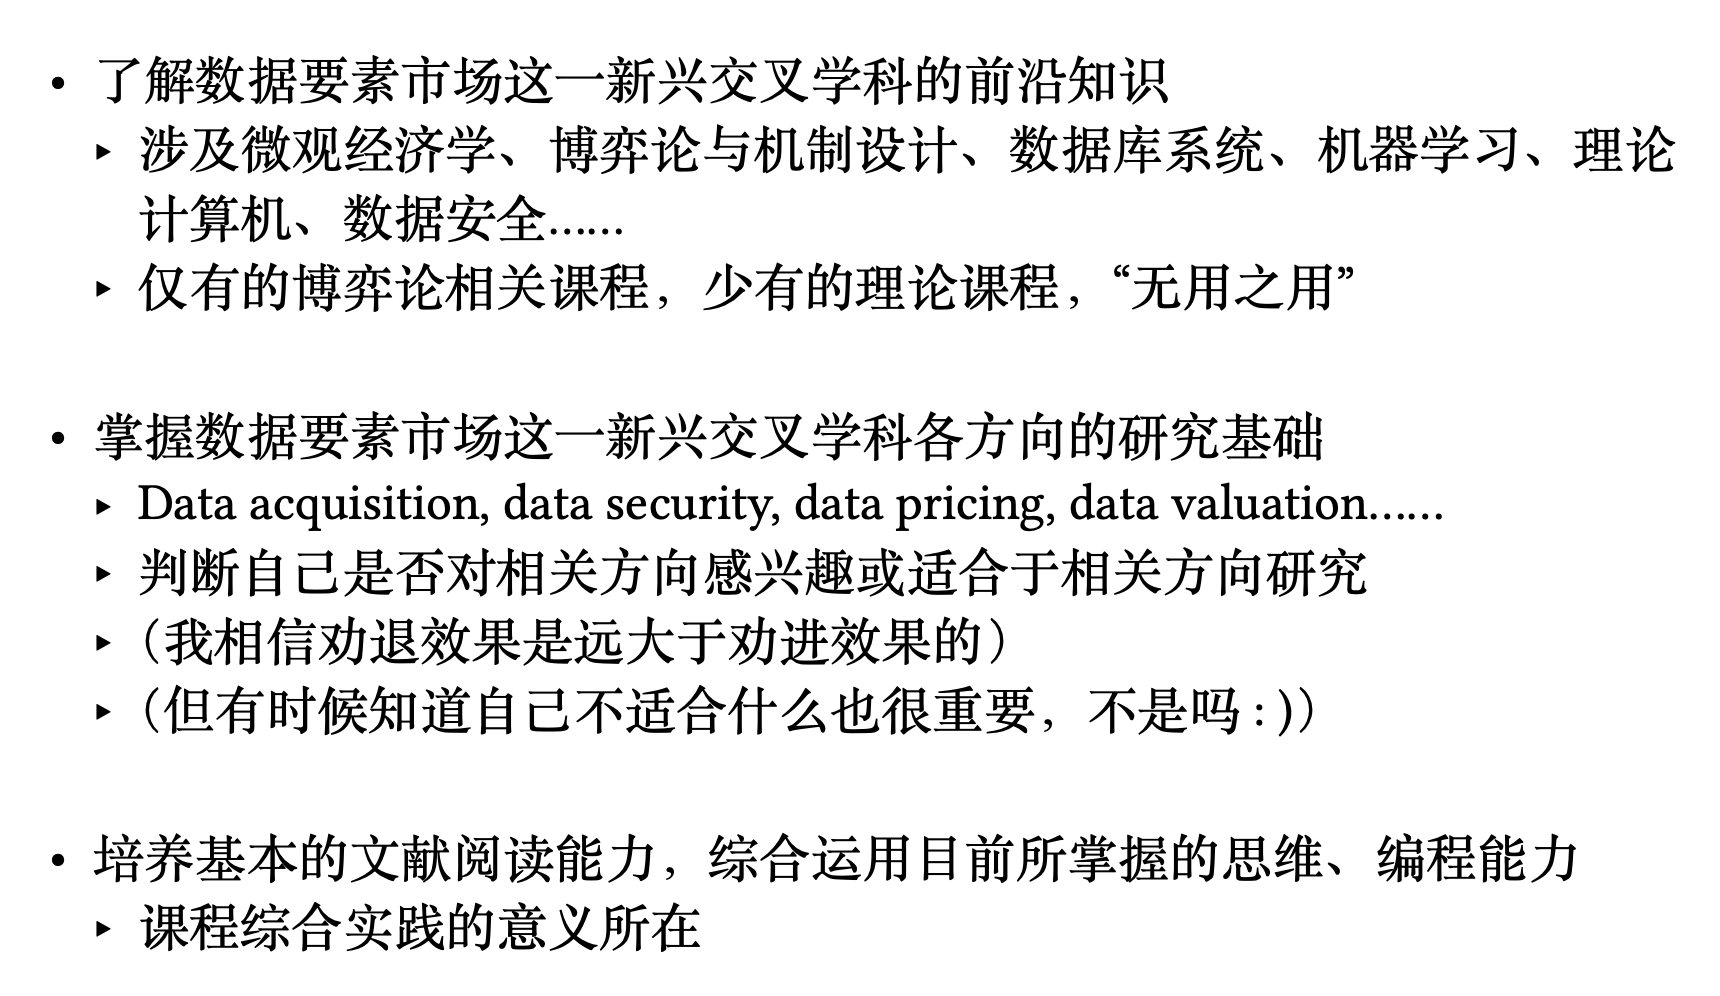 • 了解数据要素市场这一新兴交叉学科的前沿知识
▸ 涉及微观经济学、博弈论与机制设计、数据库系统、机器学习、理论
计算机、数据安全……
▸ 仅有的博弈论相关课程，少有的理论课程，“无用之用”
• 掌握数据要素市场这一新兴交叉学科各方向的研究基础
▸ Data acquisition, data security, data pricing, data valuation……
▸ 判断自己是否对相关方向感兴趣或适合于相关方向研究
▸ （我相信劝退效果是远大于劝进效果的）
▸ （但有时候知道自己不适合什么也很重要，不是吗 : )）
• 培养基本的文献阅读能力，综合运用目前所掌握的思维、编程能力
▸ 课程综合实践的意义所在